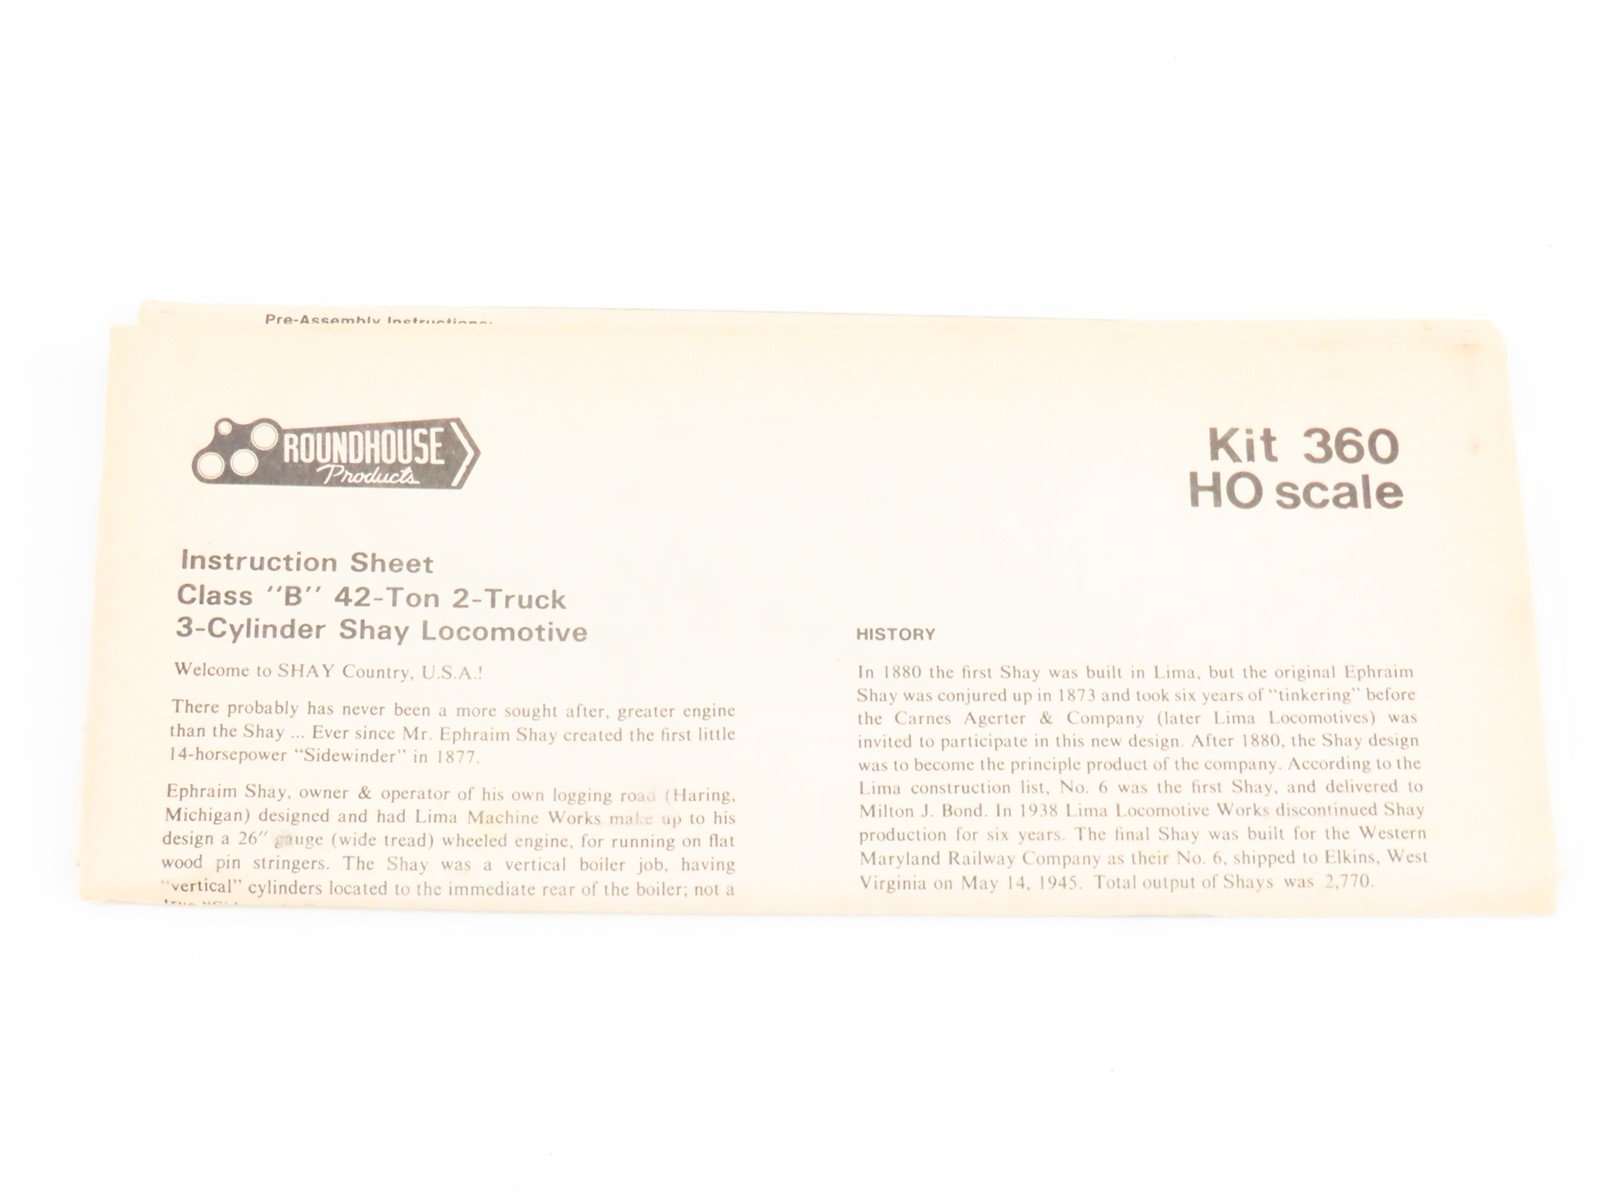 Pre-Assembly Instructions:
ROUNDHOUSE
Products
Kit 360
HO scale
Instruction Sheet
Class "B" 42-Ton 2-Truck
3-Cylinder Shay Locomotive
Welcome to SHAY Country, U.S.A.!
There probably has never been a more sought after, greater engine
than the Shay ... Ever since Mr. Ephraim Shay created the first little
14-horsepower "Sidewinder" in 1877.
Ephraim Shay, owner & operator of his own logging road (Haring,
Michigan) designed and had Lima Machine Works make up to his
design a 26" gauge (wide tread) wheeled engine, for running on flat
wood pin stringers. The Shay was a vertical boiler job, having
"vertical" cylinders located to the immediate rear of the boiler; not a
HISTORY
In 1880 the first Shay was built in Lima, but the original Ephraim
Shay was conjured up in 1873 and took six years of "tinkering" before
the Carnes Agerter & Company (later Lima Locomotives) was
invited to participate in this new design. After 1880, the Shay design
was to become the principle product of the company. According to the
Lima construction list, No. 6 was the first Shay, and delivered to
Milton J. Bond. In 1938 Lima Locomotive Works discontinued Shay
production for six years. The final Shay was built for the Western
Maryland Railway Company as their No. 6, shipped to Elkins, West
Virginia on May 14, 1945. Total output of Shays was 2,770.